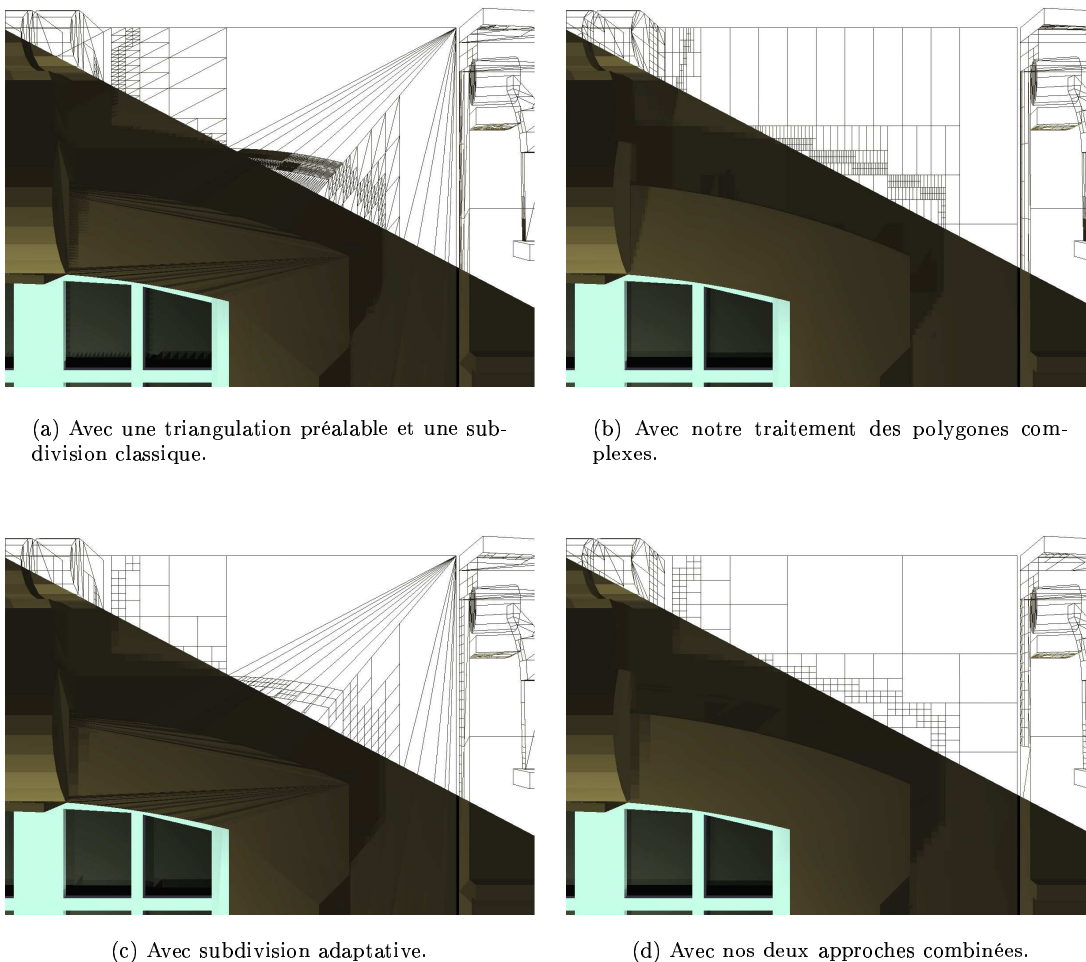 (a) Avec une triangulation préalable et une sub-
division classique.
(b) Avec notre traitement des polygones com-
plexes.
(c) Avec subdivision adaptative.
(d) Avec nos deux approches combinées.